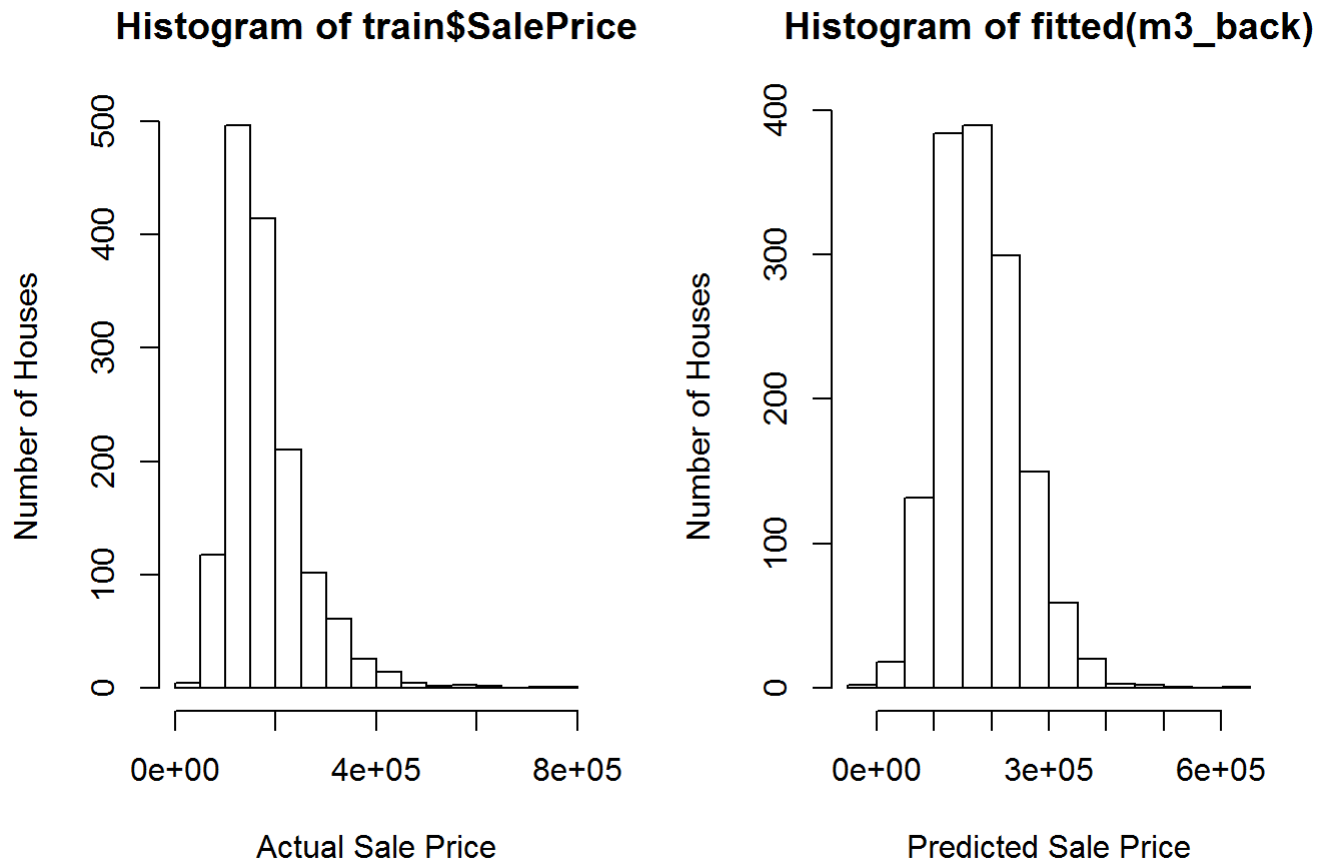 Histogram of train$SalePrice
Number of Houses
500
400
300
200
100
0
0e+00 4e+05 8e+05
Actual Sale Price
Histogram of fitted(m3_back)
Number of Houses
400
300
200
100
0
0e+00 3e+05 6e+05
Predicted Sale Price